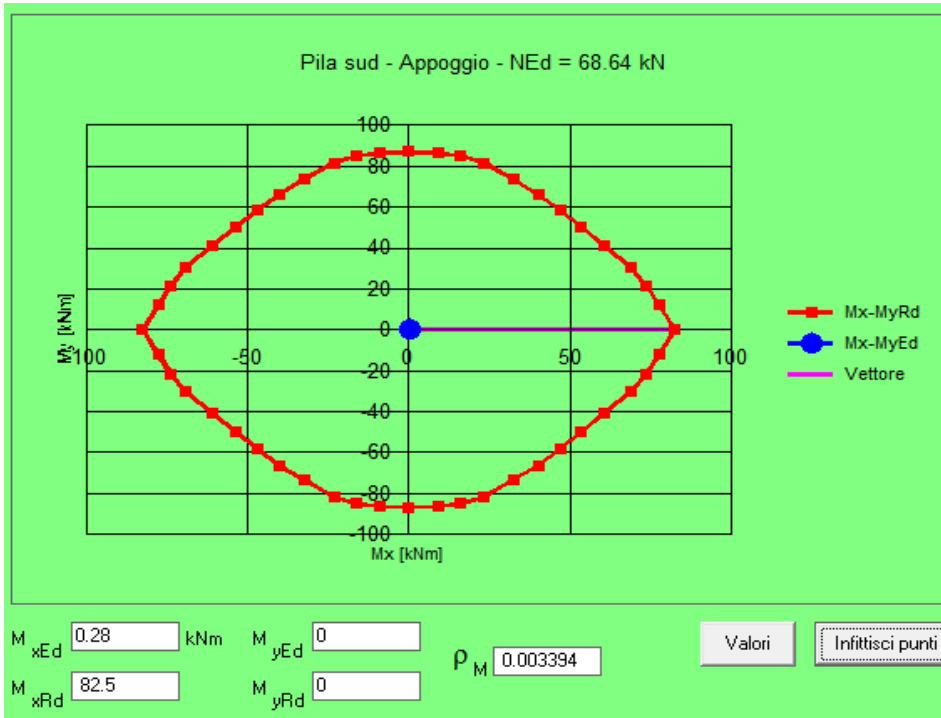 Pila sud - Appoggio - NEd = 68.64 kN
100
80
60
40
20
0
-20
-40
-60
-80
-100
-100
-50
0
50
100
My [kNm]
Mx [kNm]
Mx-MyRd
Mx-MyEd
Vettore
M xEd 0.28 kNm M yEd 0
M xRd 82.5 M yRd 0
ρ M 0.003394
Valori
Infittisci punti